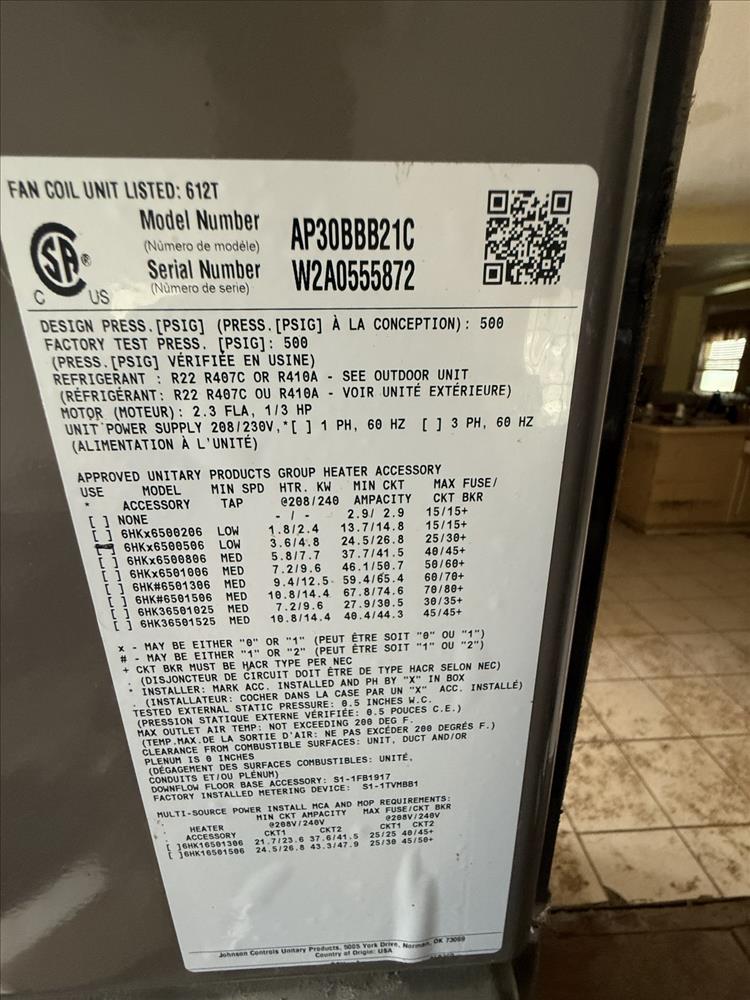 FAN COIL UNIT LISTED: 612T
Model Number AP30BBB21C
(Número de modèle)
Serial Number W2A0555872
(Número de serie)
CSA ®
C US
DESIGN PRESS.[PSIG] (PRESS.[PSIG] À LA CONCEPTION): 500
FACTORY TEST PRESS. [PSIG]: 500
(PRESS.[PSIG] VÉRIFIÉE EN USINE)
REFRIGERANT : R22 R407C OR R410A - SEE OUTDOOR UNIT
(RÉFRIGÉRANT: R22 R407C OU R410A - VOIR UNITÉ EXTÉRIEURE)
MOTOR (MOTEUR): 2.3 FLA, 1/3 HP
UNIT POWER SUPPLY 208/230V,*[ ] 1 PH, 60 HZ [ ] 3 PH, 60 HZ
(ALIMENTATION À L'UNITÉ)
APPROVED UNITARY PRODUCTS GROUP HEATER ACCESSORY
USE MODEL MIN SPD HTR. KW MIN CKT MAX FUSE/
* ACCESSORY TAP @208/240 AMPACITY CKT BKR
[ ] NONE - / - 2.9/ 2.9 15/15+
[ ] 6HKx6500206 LOW 1.8/2.4 13.7/14.8 15/15+
6HKx6500506 LOW 3.6/4.8 24.5/26.8 25/30+
[ ] 6HKx6500806 MED 5.8/7.7 37.7/41.5 40/45+
[ ] 6HKx6501006 MED 7.2/9.6 46.1/50.7 50/60+
[ ] 6HK#6501306 MED 9.4/12.5 59.4/65.4 60/70+
[ ] 6HK#6501506 MED 10.8/14.4 67.8/74.6 70/80+
[ ] 6HK36501025 MED 7.2/9.6 27.9/30.5 30/35+
[ ] 6HK36501525 MED 10.8/14.4 40.4/44.3 45/45+
x - MAY BE EITHER "0" OR "1" (PEUT ÊTRE SOIT "0" OU "1")
# - MAY BE EITHER "1" OR "2" (PEUT ÊTRE SOIT "1" OU "2")
+ CKT BKR MUST BE HACR TYPE PER NEC
(DISJONCTEUR DE CIRCUIT DOIT ÊTRE DE TYPE HACR SELON NEC)
* INSTALLER: MARK ACC. INSTALLED AND PH BY "X" IN BOX
(INSTALLATEUR: COCHER DANS LA CASE PAR UN "X" ACC. INSTALLÉ)
TESTED EXTERNAL STATIC PRESSURE: 0.5 INCHES W.C.
(PRESSION STATIQUE EXTERNE VÉRIFIÉE: 0.5 POUCES C.E.)
MAX OUTLET AIR TEMP: NOT EXCEEDING 200 DEG F.
(TEMP.MAX.DE LA SORTIE D'AIR: NE PAS EXCÉDER 200 DEGRÉS F.)
CLEARANCE FROM COMBUSTIBLE SURFACES: UNIT, DUCT AND/OR
PLENUM IS 0 INCHES
(DÉGAGEMENT DES SURFACES COMBUSTIBLES: UNITÉ,
CONDUITS ET/OU PLÉNUM)
DOWNFLOW FLOOR BASE ACCESSORY: S1-1FB1917
FACTORY INSTALLED METERING DEVICE: S1-1TVMBB1
MULTI-SOURCE POWER INSTALL MCA AND MOP REQUIREMENTS:
MIN CKT AMPACITY MAX FUSE/CKT BKR
HEATER @208V/240V @208V/240V
ACCESSORY CKT1 CKT2 CKT1 CKT2
[ ]6HK16501306 21.7/23.6 37.6/41.5 25/25 40/45+
[ ]6HK16501506 24.5/26.8 43.3/47.9 25/30 45/50+
Johnson Controls Unitary Products, 5005 York Drive, Norman, OK 73069
Country of Origin: USA